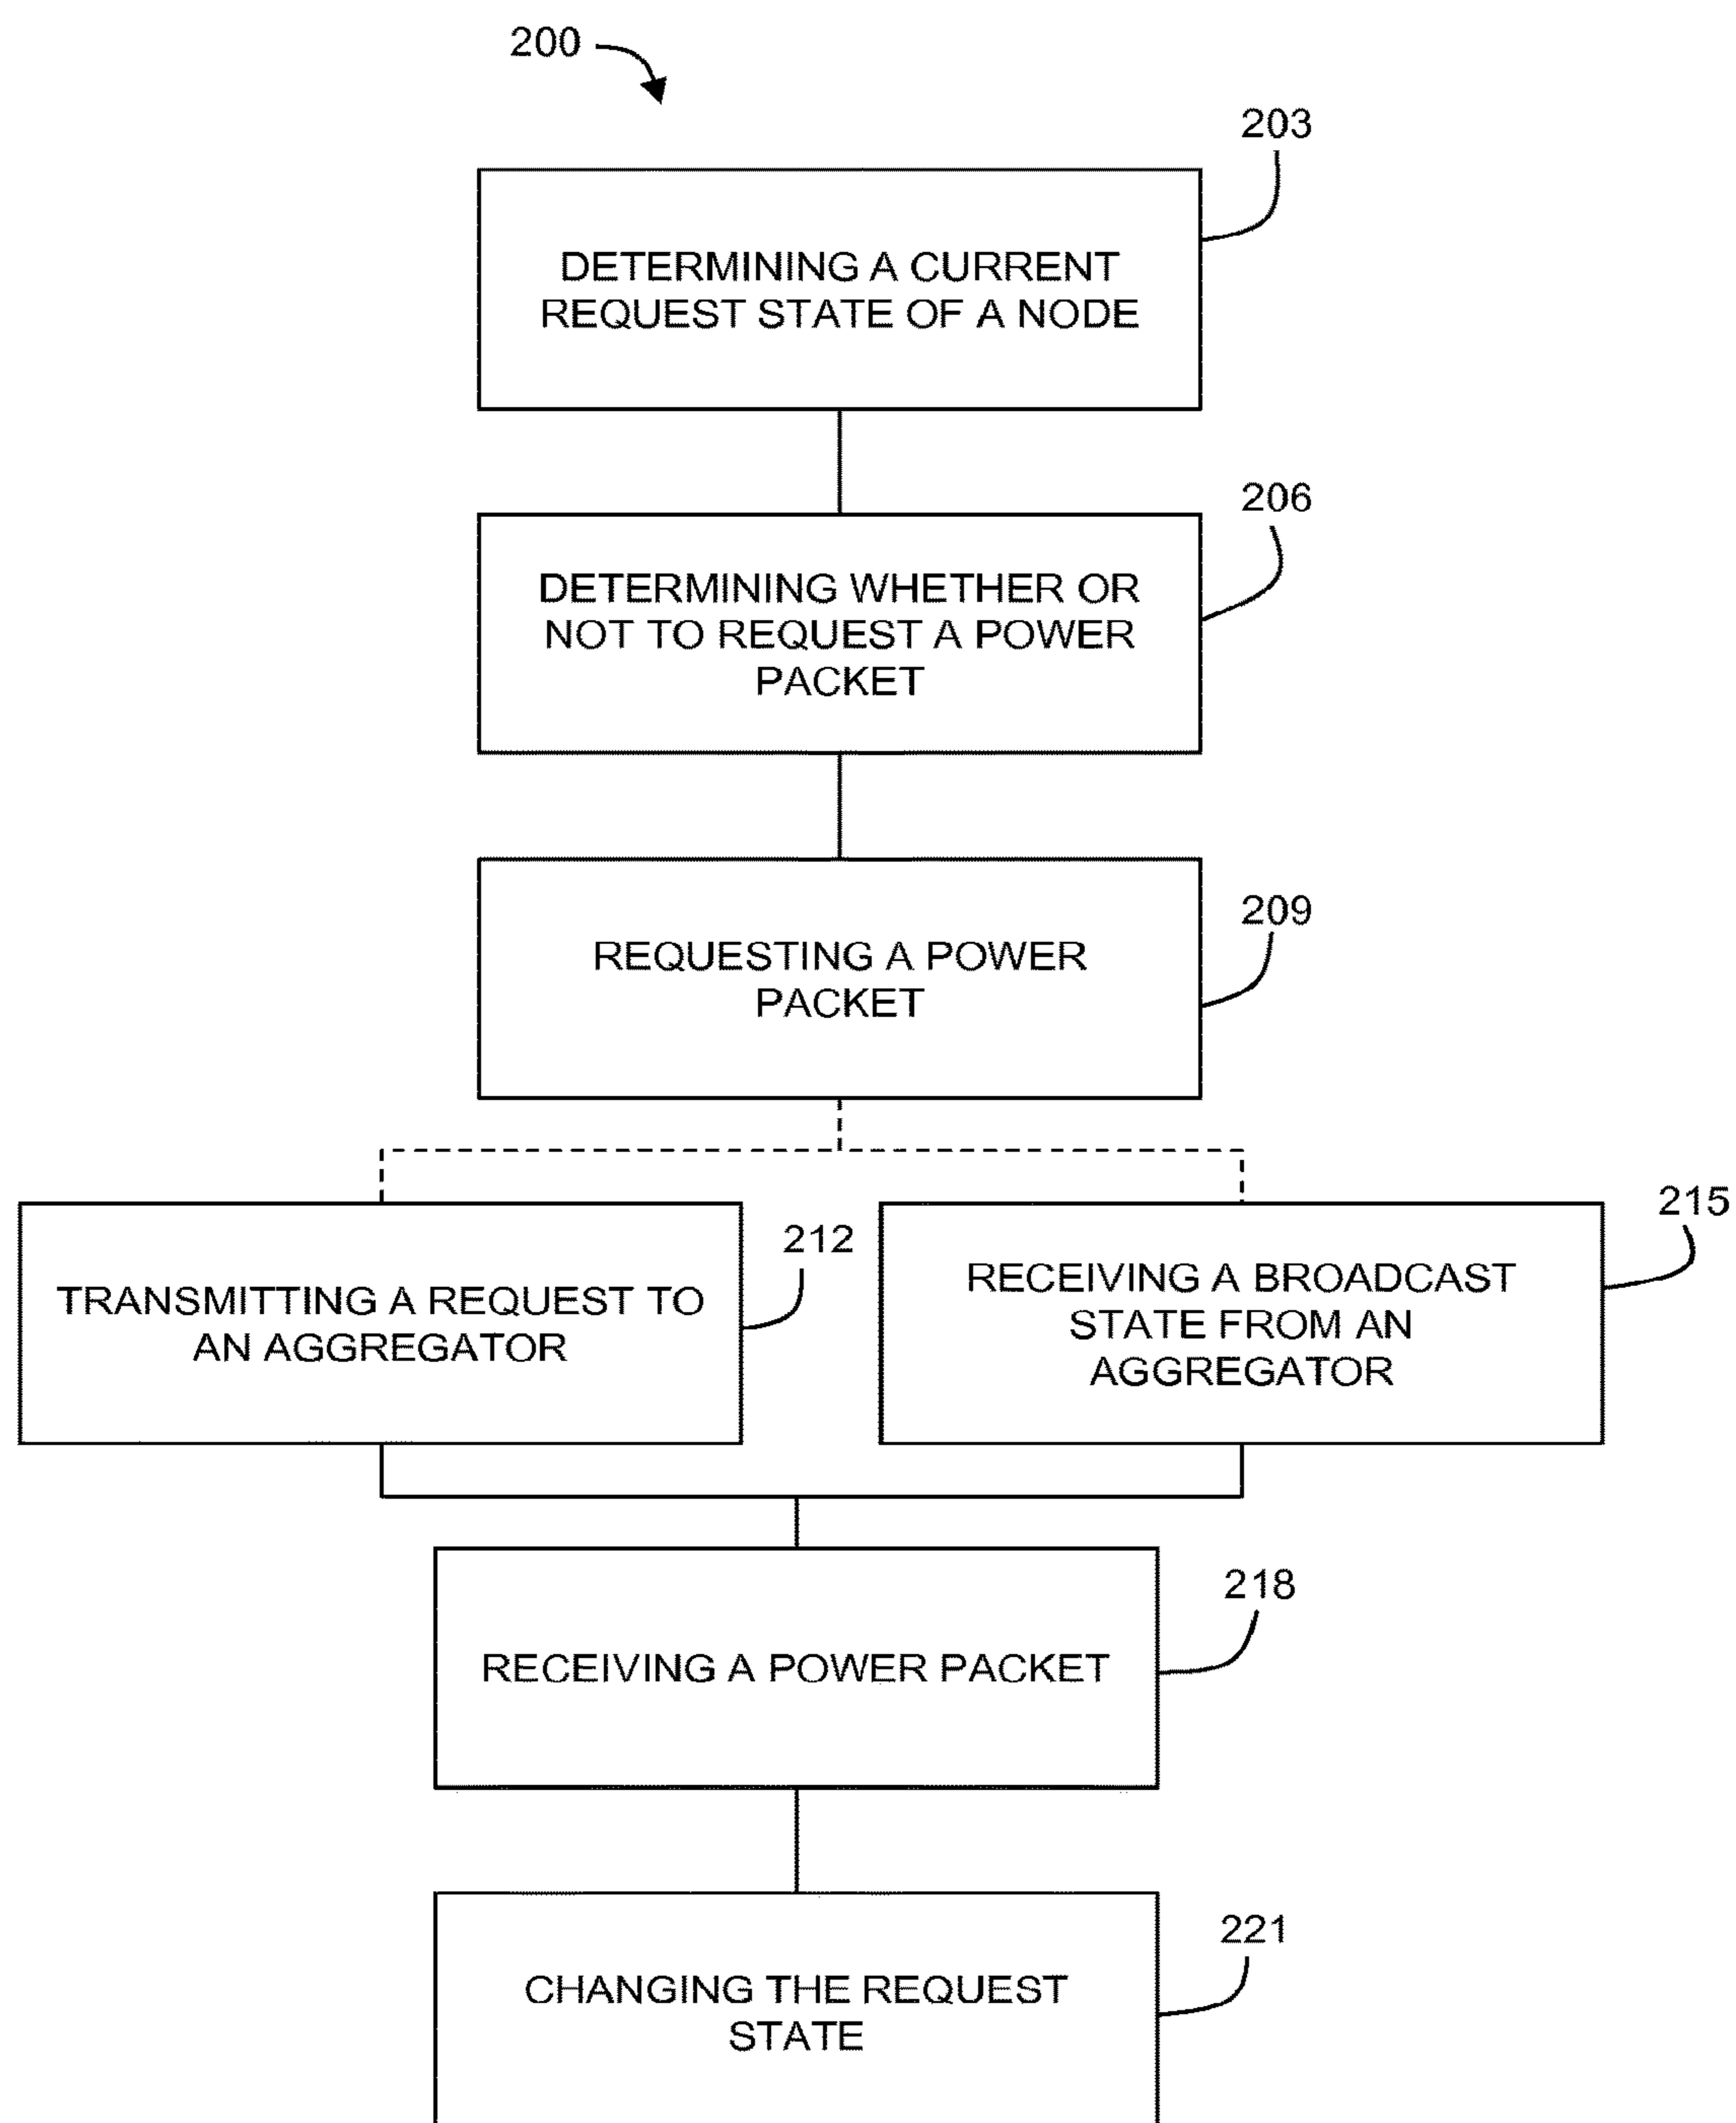 200
203
DETERMINING A CURRENT
REQUEST STATE OF A NODE
206
DETERMINING WHETHER OR
NOT TO REQUEST A POWER
PACKET
209
REQUESTING A POWER
PACKET
212
TRANSMITTING A REQUEST TO
AN AGGREGATOR
215
RECEIVING A BROADCAST
STATE FROM AN
AGGREGATOR
218
RECEIVING A POWER PACKET
221
CHANGING THE REQUEST
STATE